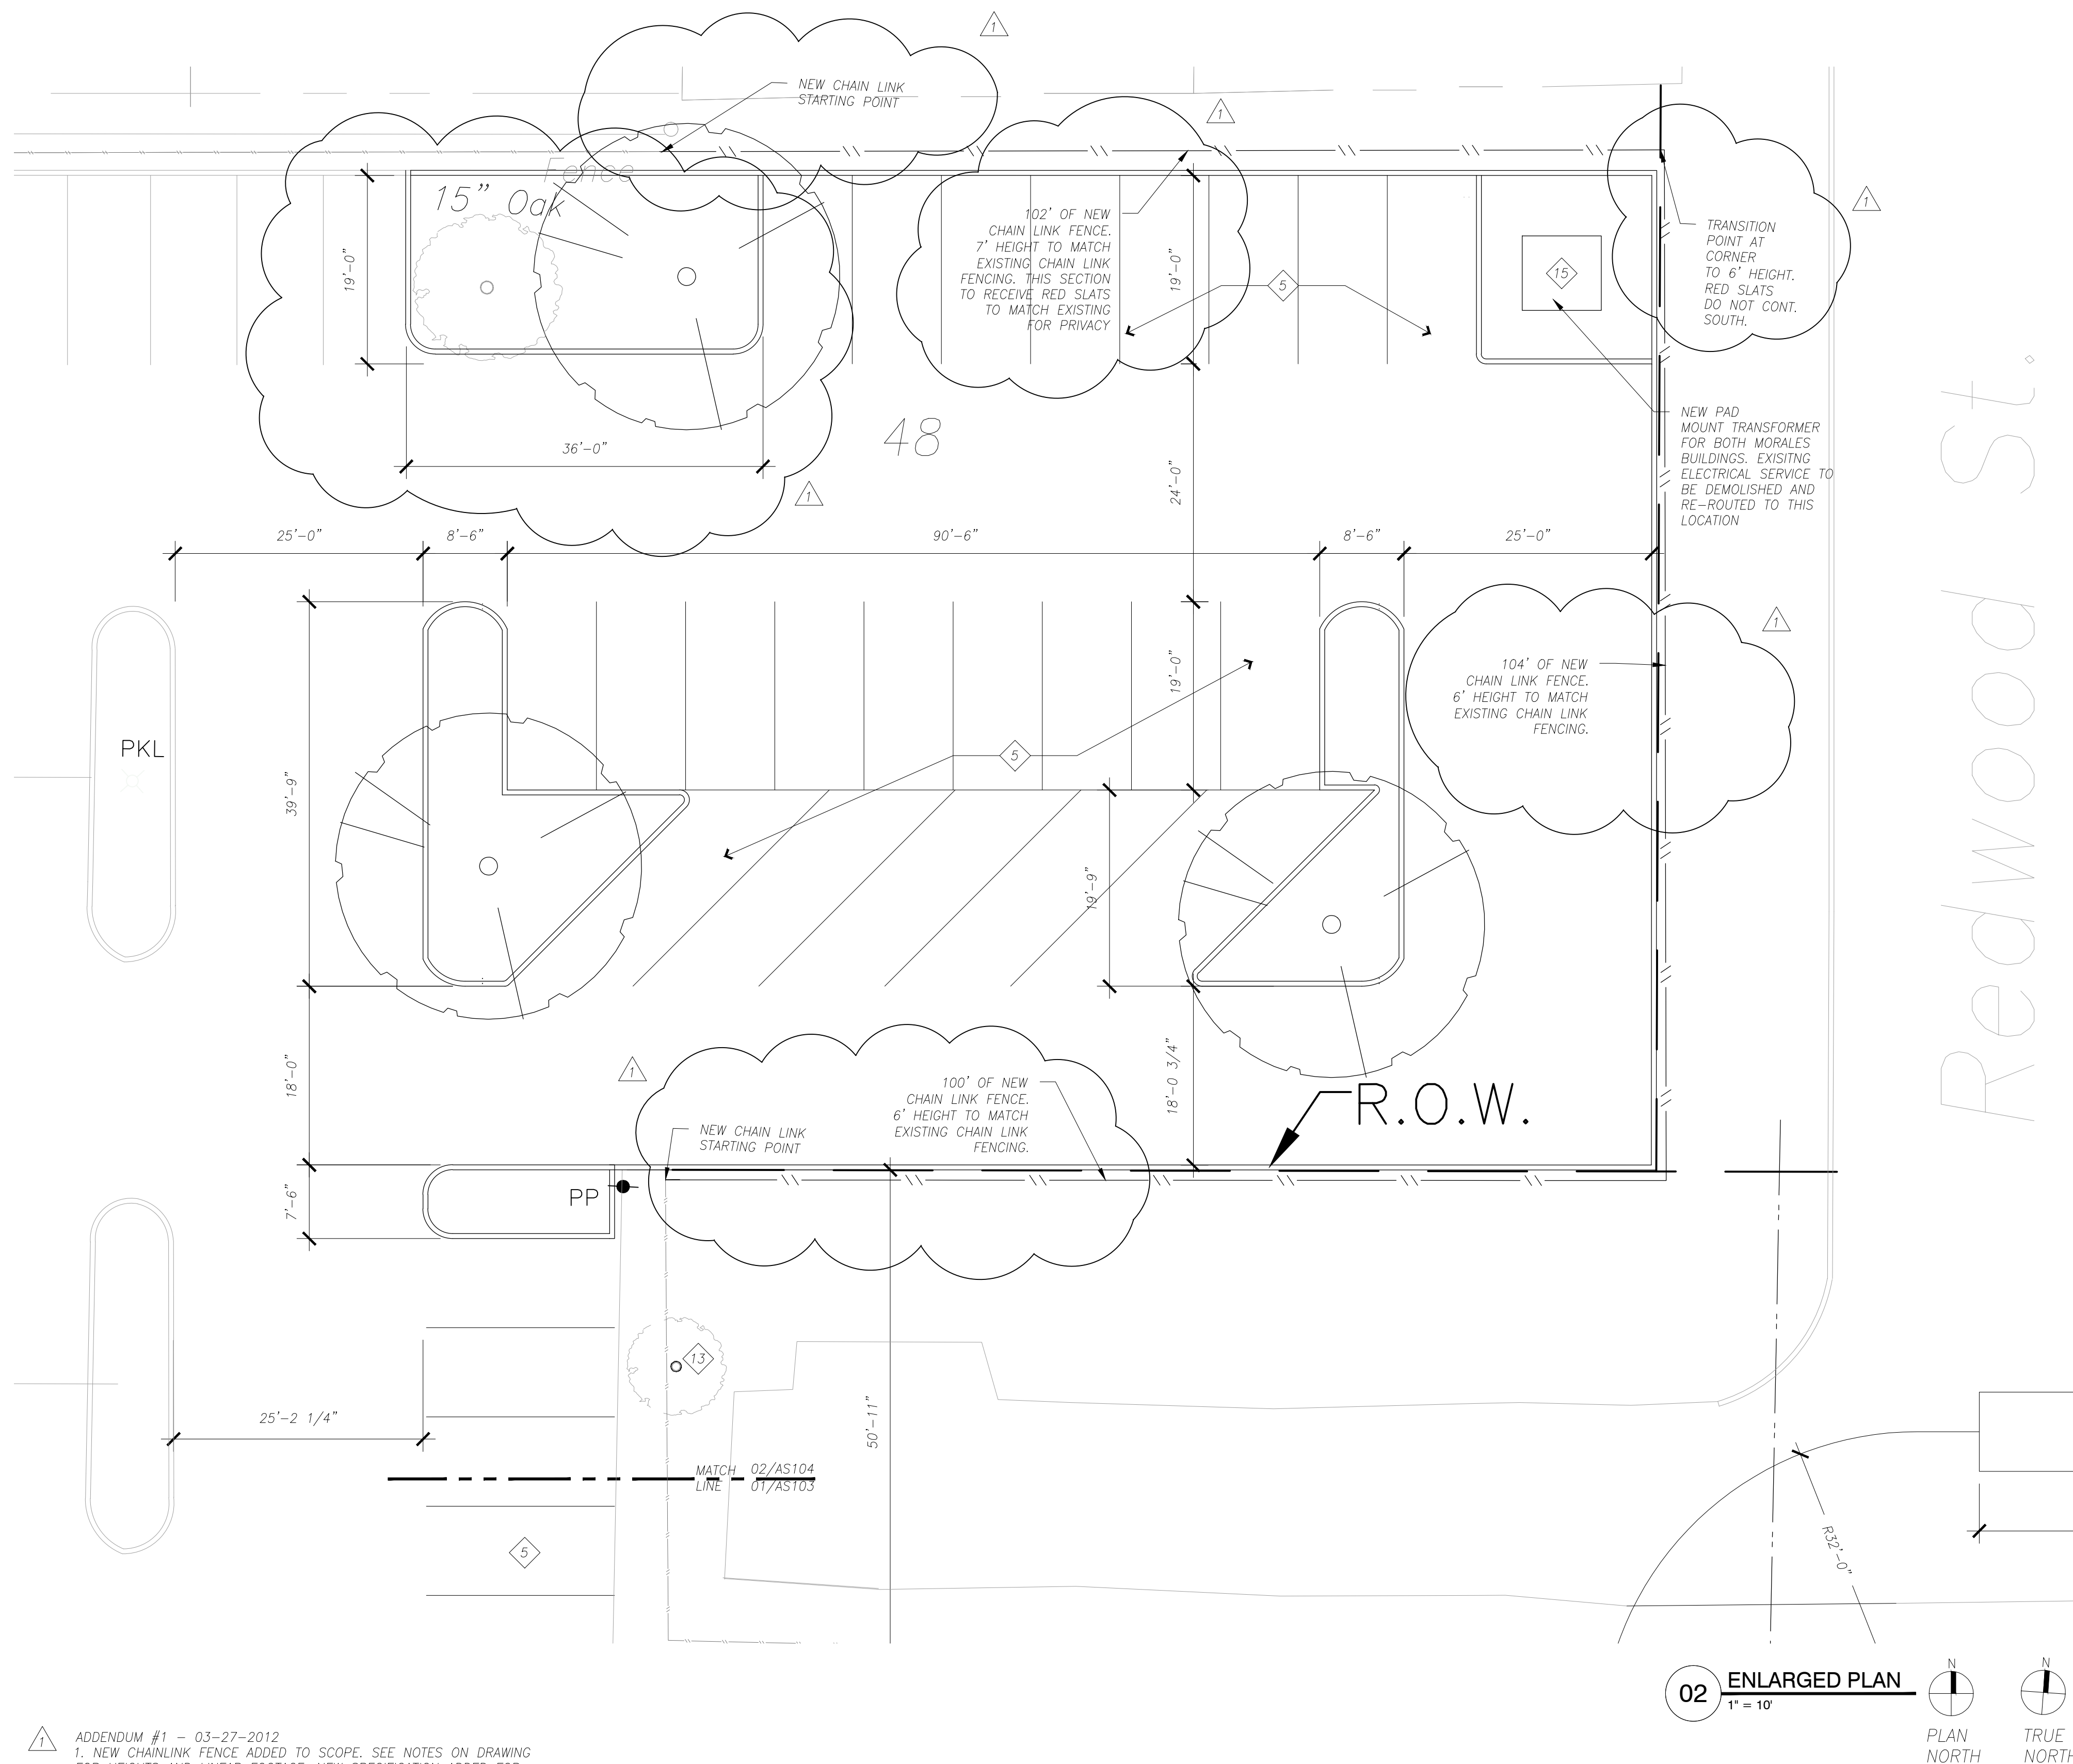 1
NEW CHAIN LINK
STARTING POINT
1
Fence
15” Oak
19'-0"
36'-0"
1
102' OF NEW
CHAIN LINK FENCE.
7' HEIGHT TO MATCH
EXISTING CHAIN LINK
FENCING. THIS SECTION
TO RECEIVE RED SLATS
TO MATCH EXISTING
FOR PRIVACY
19'-0"
5
15
1
TRANSITION
POINT AT
CORNER
TO 6' HEIGHT.
RED SLATS
DO NOT CONT.
SOUTH.
NEW PAD
MOUNT TRANSFORMER
FOR BOTH MORALES
BUILDINGS. EXISITNG
ELECTRICAL SERVICE TO
BE DEMOLISHED AND
RE-ROUTED TO THIS
LOCATION
48
24'-0"
25'-0"
8'-6"
90'-6"
8'-6"
25'-0"
1
104' OF NEW
CHAIN LINK FENCE.
6' HEIGHT TO MATCH
EXISTING CHAIN LINK
FENCING.
Redwood St.
PKL
39'-9"
19'-0"
5
19'-9"
18'-0"
18'-0 3/4"
1
100' OF NEW
CHAIN LINK FENCE.
6' HEIGHT TO MATCH
EXISTING CHAIN LINK
FENCING.
NEW CHAIN LINK
STARTING POINT
R.O.W.
7'-6"
PP
13
25'-2 1/4"
50'-11"
MATCH 02/AS104
LINE 01/AS103
5
R32'-0"
02 ENLARGED PLAN
1" = 10'
N
PLAN
NORTH
N
TRUE
NORTH
1
ADDENDUM #1 - 03-27-2012
1. NEW CHAINLINK FENCE ADDED TO SCOPE. SEE NOTES ON DRAWING